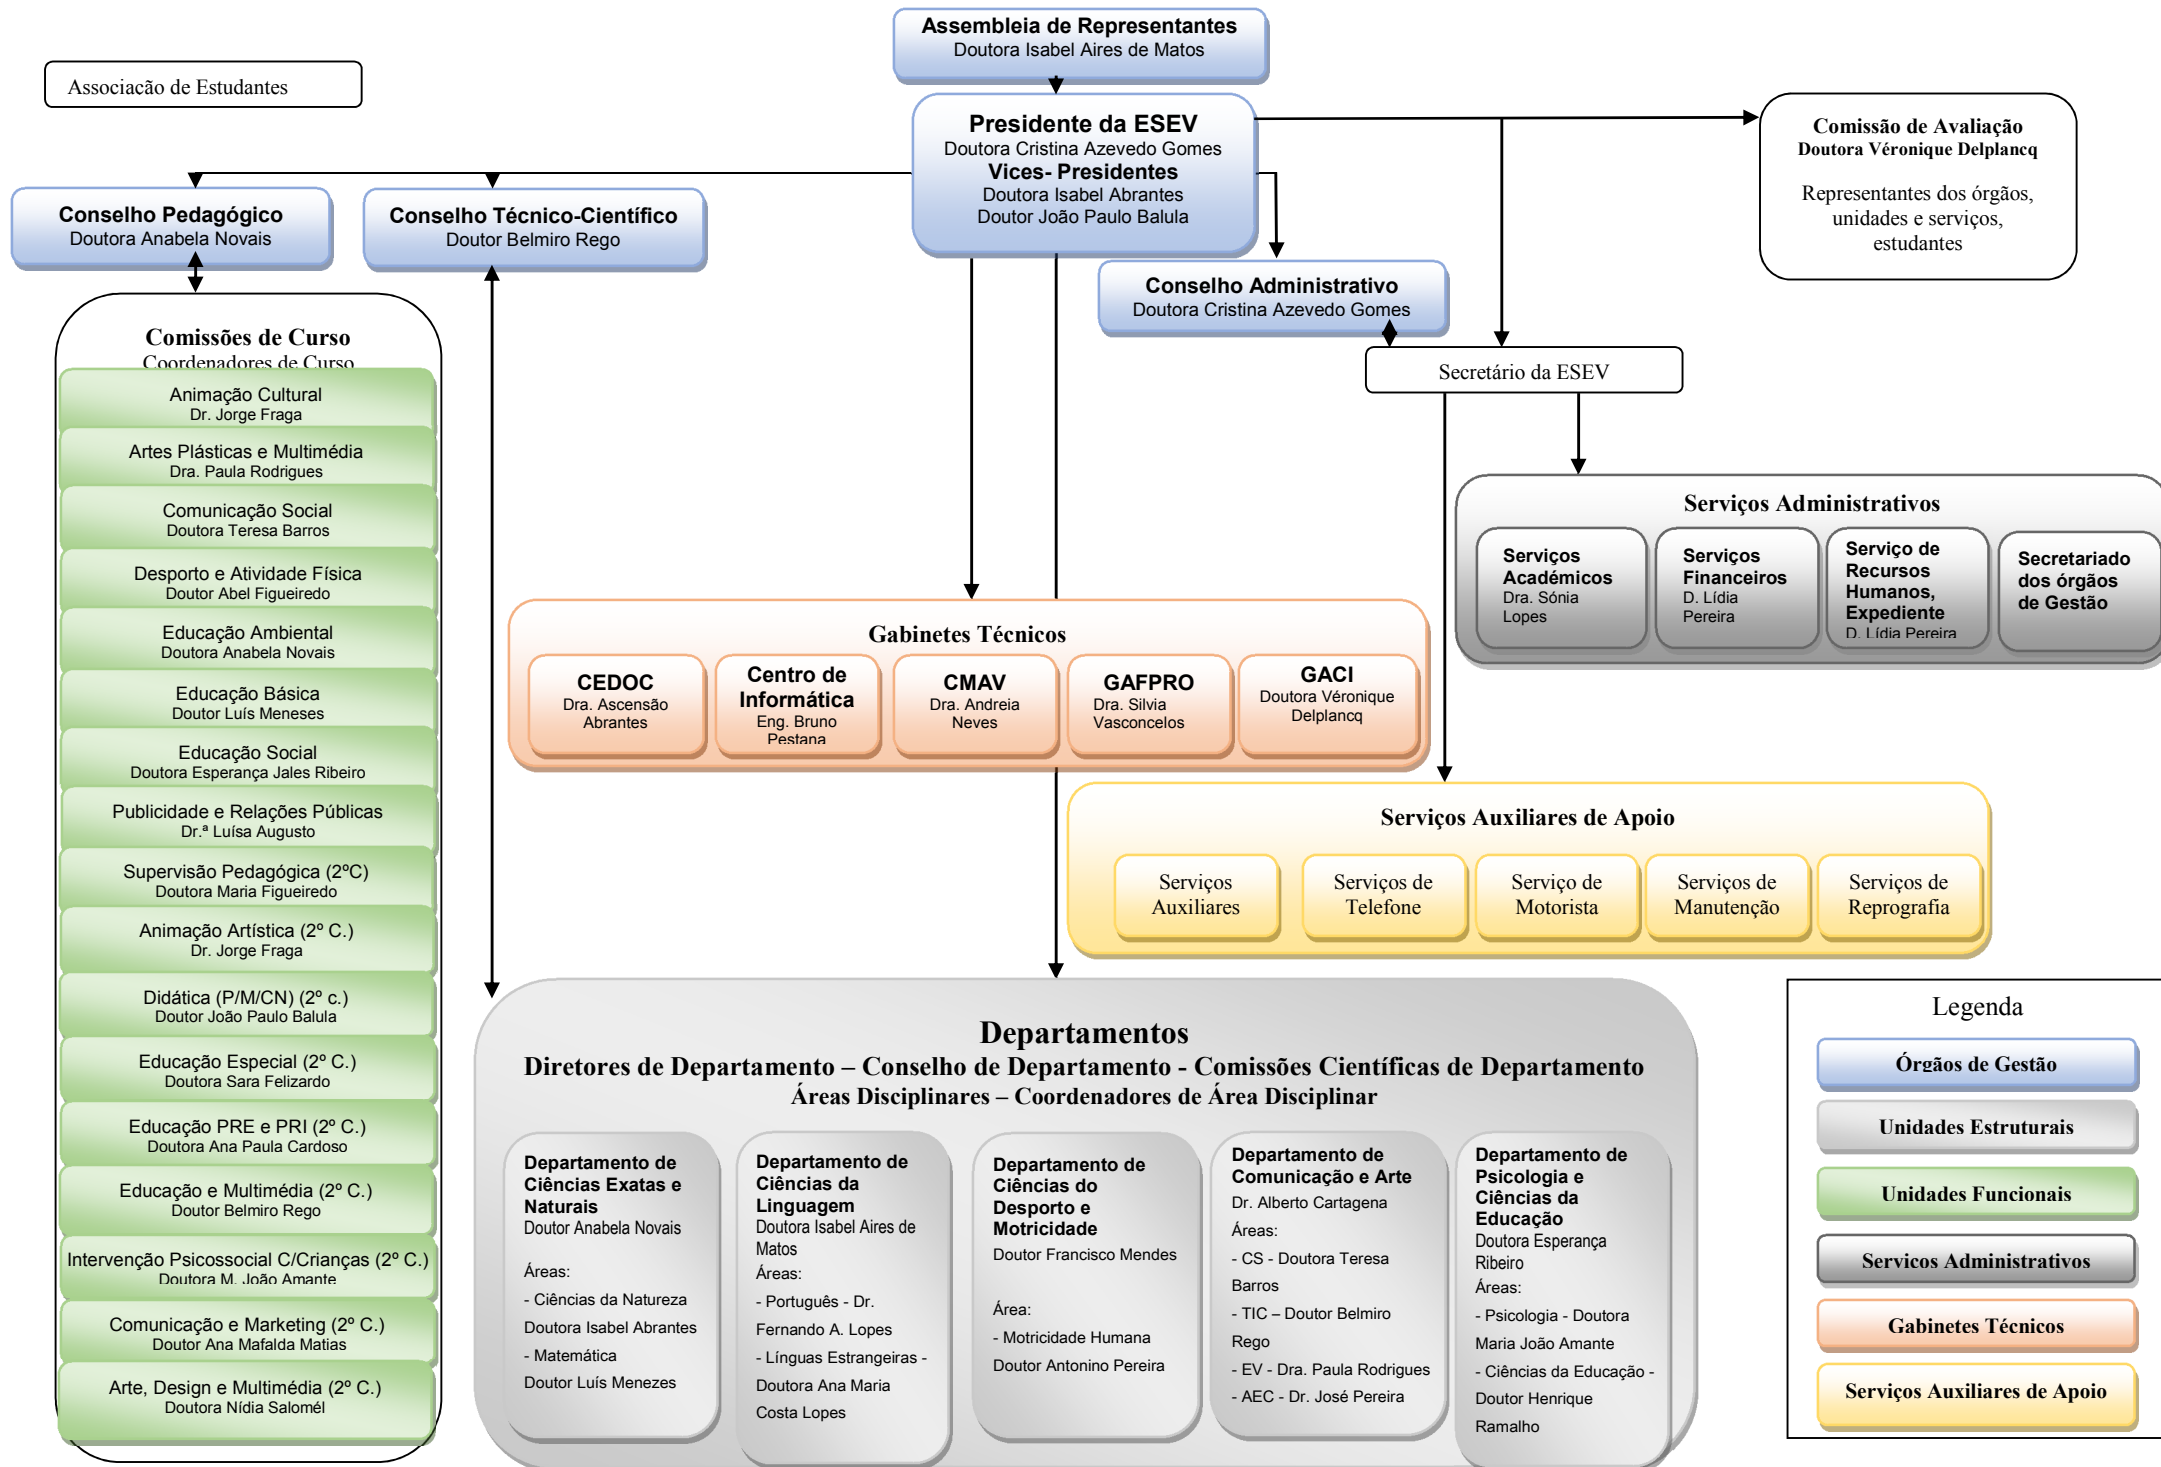 Assembleia de Representantes
Doutora Isabel Aires de Matos
Associacão de Estudantes
Presidente da ESEV
Doutora Cristina Azevedo Gomes
Vices- Presidentes
Doutora Isabel Abrantes
Doutor João Paulo Balula
Comissão de Avaliação
Doutora Véronique Delplancq
Representantes dos órgãos,
unidades e serviços,
estudantes
Conselho Pedagógico
Doutora Anabela Novais
Conselho Técnico-Científico
Doutor Belmiro Rego
Conselho Administrativo
Doutora Cristina Azevedo Gomes
Secretário da ESEV
Comissões de Curso
Coordenadores de Curso
Animação Cultural
Dr. Jorge Fraga
Artes Plásticas e Multimédia
Dra. Paula Rodrigues
Comunicação Social
Doutora Teresa Barros
Desporto e Atividade Física
Doutor Abel Figueiredo
Educação Ambiental
Doutora Anabela Novais
Educação Básica
Doutor Luís Meneses
Educação Social
Doutora Esperança Jales Ribeiro
Publicidade e Relações Públicas
Dr.ª Luísa Augusto
Supervisão Pedagógica (2ºC)
Doutora Maria Figueiredo
Animação Artística (2º C.)
Dr. Jorge Fraga
Didática (P/M/CN) (2º c.)
Doutor João Paulo Balula
Educação Especial (2º C.)
Doutora Sara Felizardo
Educação PRE e PRI (2º C.)
Doutora Ana Paula Cardoso
Educação e Multimédia (2º C.)
Doutor Belmiro Rego
Intervenção Psicossocial C/Crianças (2º C.)
Doutora M. João Amante
Comunicação e Marketing (2º C.)
Doutor Ana Mafalda Matias
Arte, Design e Multimédia (2º C.)
Doutora Nídia Salomél
Serviços Administrativos
Serviços
Académicos
Dra. Sónia
Lopes
Serviços
Financeiros
D. Lídia
Pereira
Serviço de
Recursos
Humanos,
Expediente
D. Lídia Pereira
Secretariado
dos órgãos
de Gestão
Gabinetes Técnicos
CEDOC
Dra. Ascensão
Abrantes
Centro de
Informática
Eng. Bruno
Pestana
CMAV
Dra. Andreia
Neves
GAFPRO
Dra. Silvia
Vasconcelos
GACI
Doutora Véronique
Delplancq
Serviços Auxiliares de Apoio
Serviços
Auxiliares
Serviços de
Telefone
Serviço de
Motorista
Serviços de
Manutenção
Serviços de
Reprografia
Departamentos
Diretores de Departamento – Conselho de Departamento - Comissões Científicas de Departamento
Áreas Disciplinares – Coordenadores de Área Disciplinar
Departamento de
Ciências Exatas e
Naturais
Doutor Anabela Novais
Áreas:
- Ciências da Natureza
Doutora Isabel Abrantes
- Matemática
Doutor Luís Menezes
Departamento de
Ciências da
Linguagem
Doutora Isabel Aires de
Matos
Áreas:
- Português - Dr.
Fernando A. Lopes
- Línguas Estrangeiras -
Doutora Ana Maria
Costa Lopes
Departamento de
Ciências do
Desporto e
Motricidade
Doutor Francisco Mendes
Área:
- Motricidade Humana
Doutor Antonino Pereira
Departamento de
Comunicação e Arte
Dr. Alberto Cartagena
Áreas:
- CS - Doutora Teresa
Barros
- TIC – Doutor Belmiro
Rego
- EV - Dra. Paula Rodrigues
- AEC - Dr. José Pereira
Departamento de
Psicologia e
Ciências da
Educação
Doutora Esperança
Ribeiro
Áreas:
- Psicologia - Doutora
Maria João Amante
- Ciências da Educação -
Doutor Henrique
Ramalho
Legenda
Órgãos de Gestão
Unidades Estruturais
Unidades Funcionais
Servicos Administrativos
Gabinetes Técnicos
Serviços Auxiliares de Apoio